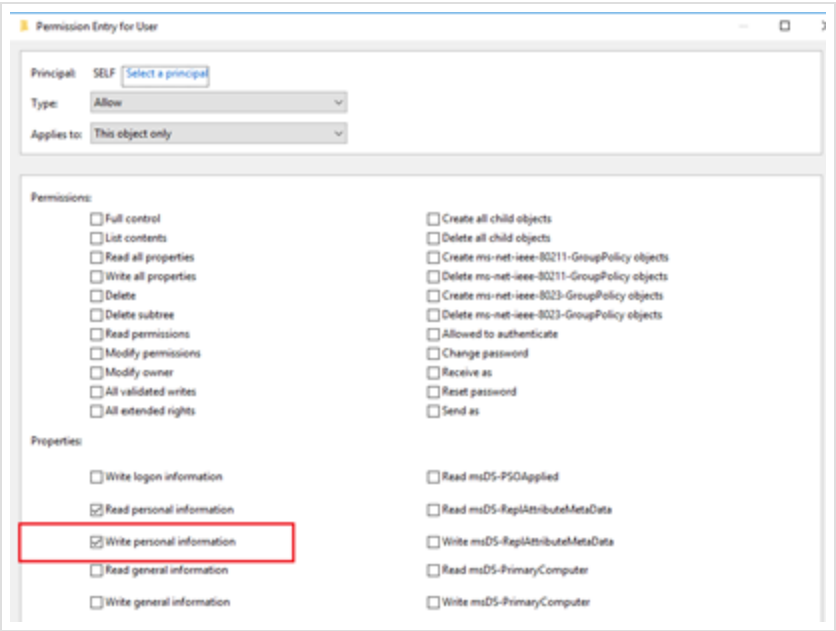 Permission Entry for User
Principal: SELF Select a principal
Type: Allow
Applies to: This object only
Permissions:
Full control
List contents
Read all properties
Write all properties
Delete
Delete subtree
Read permissions
Modify permissions
Modify owner
All validated writes
All extended rights
Create all child objects
Delete all child objects
Create ms-net-ieee-80211-GroupPolicy objects
Delete ms-net-ieee-80211-GroupPolicy objects
Create ms-net-ieee-8023-GroupPolicy objects
Delete ms-net-ieee-8023-GroupPolicy objects
Allowed to authenticate
Change password
Receive as
Reset password
Send as
Properties:
Write logon information
Read personal information
Write personal information
Read general information
Write general information
Read msDS-PSOApplied
Read msDS-ReplAttributeMetaData
Write msDS-ReplAttributeMetaData
Read msDS-PrimaryComputer
Write msDS-PrimaryComputer